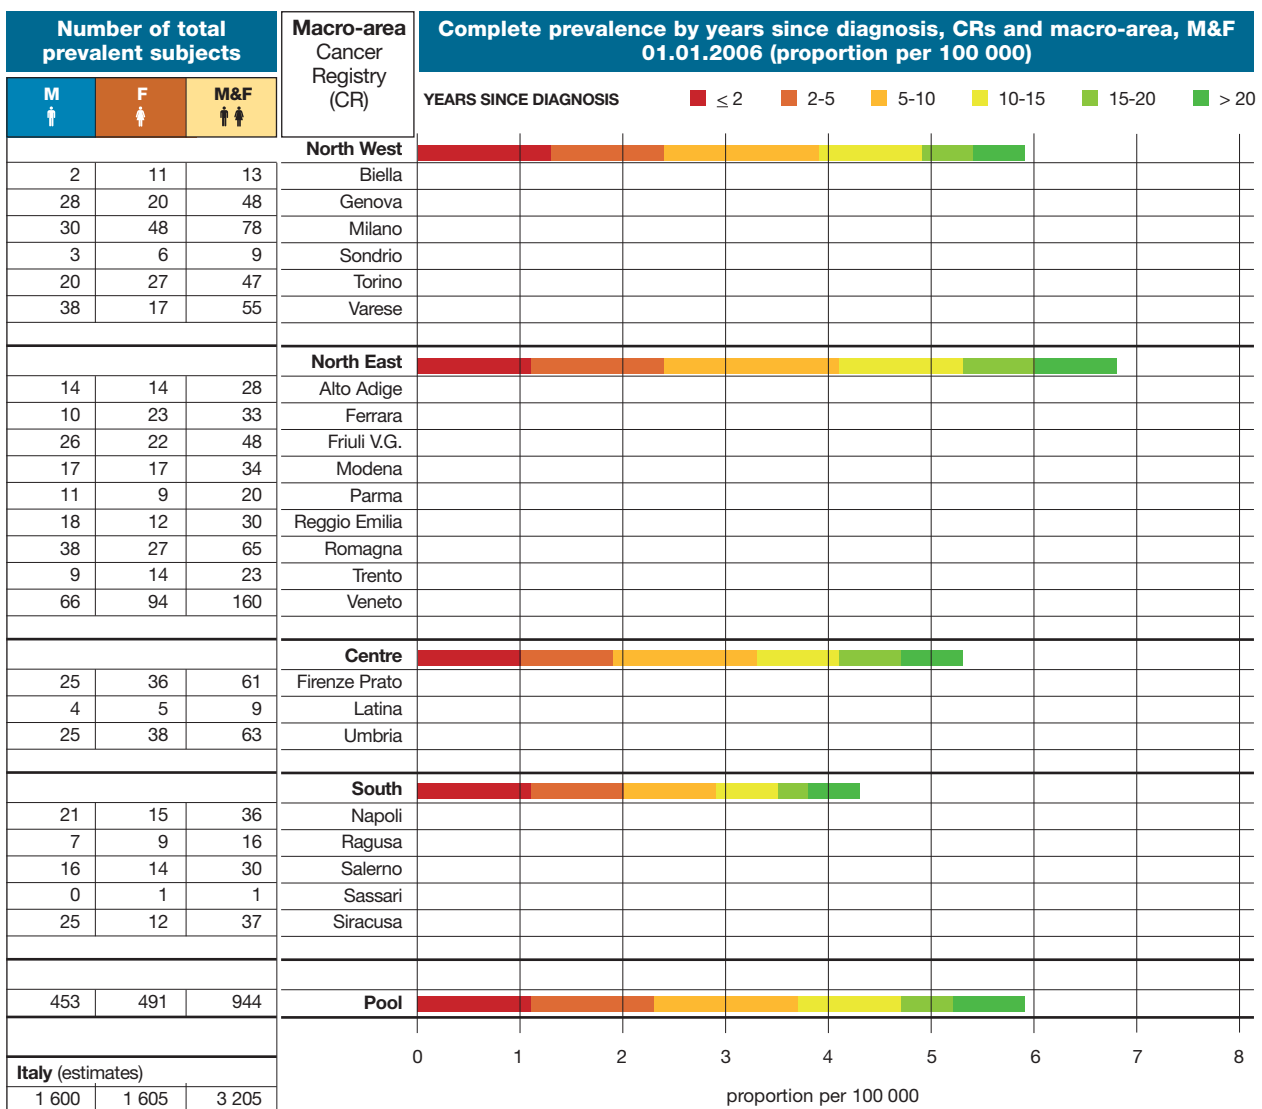 Number of total
prevalent subjects
Macro-area
Cancer
Registry
(CR)
Complete prevalence by years since diagnosis, CRs and macro-area, M&F
01.01.2006 (proportion per 100 000)
M F M&F
YEARS SINCE DIAGNOSIS ≤ 2 2-5 5-10 10-15 15-20 > 20
North West
2 11 13 Biella
28 20 48 Genova
30 48 78 Milano
3 6 9 Sondrio
20 27 47 Torino
38 17 55 Varese
North East
14 14 28 Alto Adige
10 23 33 Ferrara
26 22 48 Friuli V.G.
17 17 34 Modena
11 9 20 Parma
18 12 30 Reggio Emilia
38 27 65 Romagna
9 14 23 Trento
66 94 160 Veneto
Centre
25 36 61 Firenze Prato
4 5 9 Latina
25 38 63 Umbria
South
21 15 36 Napoli
7 9 16 Ragusa
16 14 30 Salerno
0 1 1 Sassari
25 12 37 Siracusa
453 491 944 Pool
0 1 2 3 4 5 6 7 8
Italy (estimates)
1 600 1 605 3 205
proportion per 100 000